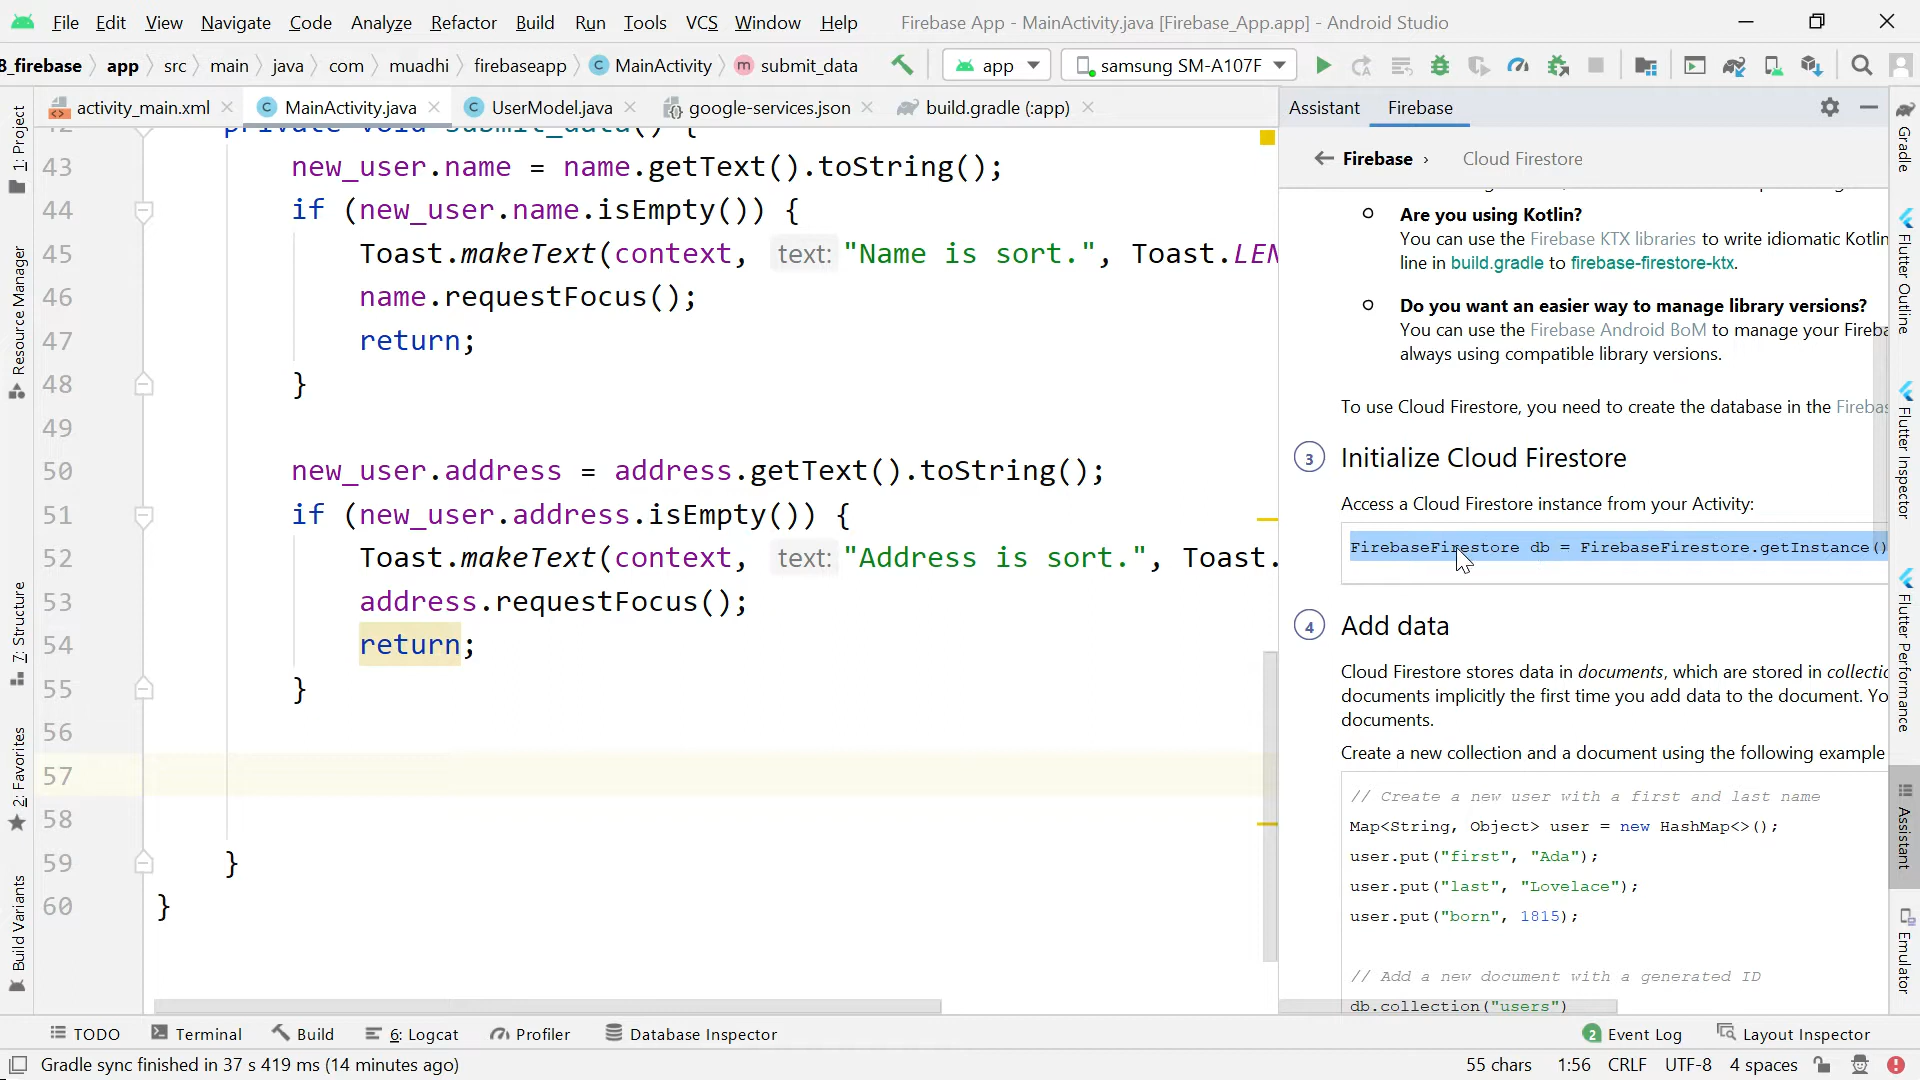 File Edit View Navigate Code Analyze Refactor Build Run Tools VCS Window Help Firebase App - MainActivity.java [Firebase_App.app] - Android Studio
8_firebase app src main java com muadhi firebaseapp C MainActivity m submit_data app samsung SM-A107F
activity_main.xml MainActivity.java UserModel.java google-services.json build.gradle (:app) Assistant Firebase
1: Project
Resource Manager
7: Structure
2: Favorites
Build Variants
42 private void submit_data() {
43 new_user.name = name.getText().toString();
44 if (new_user.name.isEmpty()) {
45 Toast.makeText(context, text: "Name is sort.", Toast.LEN
46 name.requestFocus();
47 return;
48 }
49
50 new_user.address = address.getText().toString();
51 if (new_user.address.isEmpty()) {
52 Toast.makeText(context, text: "Address is sort.", Toast.
53 address.requestFocus();
54 return;
55 }
56
57
58
59 }
60 }
Firebase › Cloud Firestore
Are you using Kotlin?
You can use the Firebase KTX libraries to write idiomatic Kotlin
line in build.gradle to firebase-firestore-ktx.
Do you want an easier way to manage library versions?
You can use the Firebase Android BoM to manage your Fireba
always using compatible library versions.
To use Cloud Firestore, you need to create the database in the Firebas
3 Initialize Cloud Firestore
Access a Cloud Firestore instance from your Activity:
FirebaseFirestore db = FirebaseFirestore.getInstance()
4 Add data
Cloud Firestore stores data in documents, which are stored in collectio
documents implicitly the first time you add data to the document. Yo
documents.
Create a new collection and a document using the following example
// Create a new user with a first and last name
Map<String, Object> user = new HashMap<>();
user.put("first", "Ada");
user.put("last", "Lovelace");
user.put("born", 1815);
// Add a new document with a generated ID
db.collection("users")
Gradle
Flutter Outline
Flutter Inspector
Flutter Performance
Assistant
Emulator
TODO Terminal Build 6: Logcat Profiler Database Inspector 2 Event Log Layout Inspector
Gradle sync finished in 37 s 419 ms (14 minutes ago) 55 chars 1:56 CRLF UTF-8 4 spaces